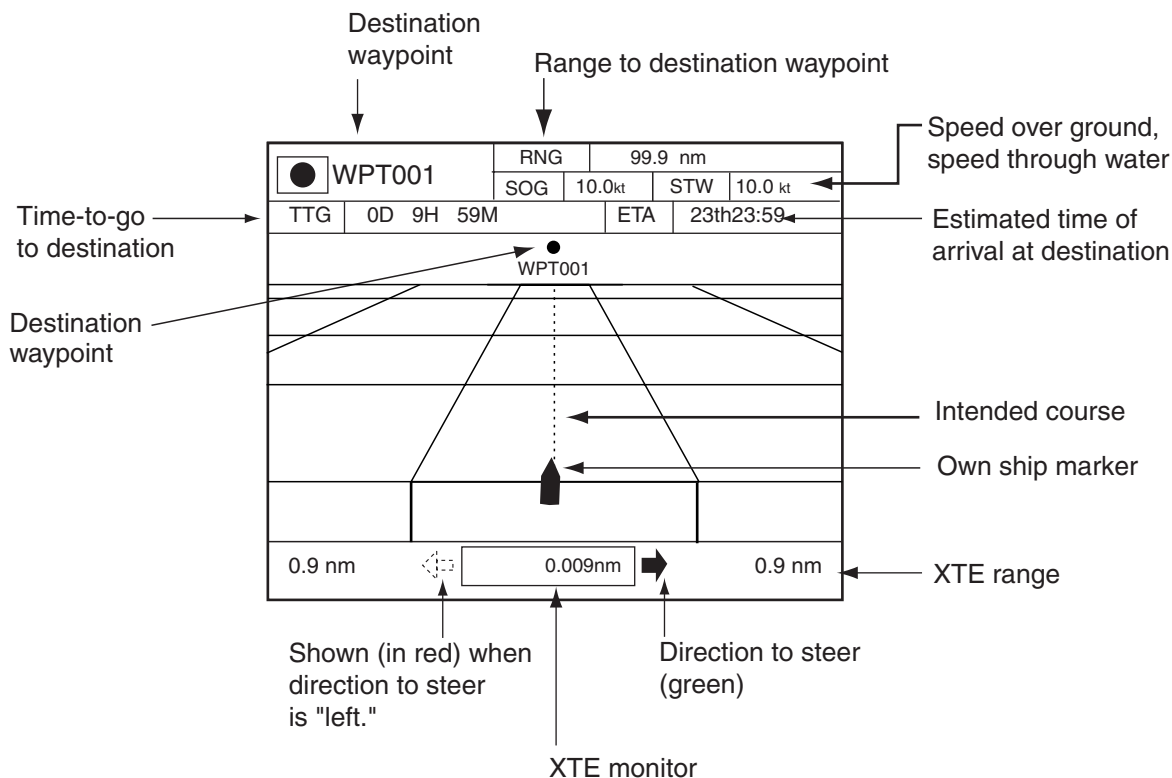 Destination
waypoint
Range to destination waypoint
Speed over ground,
speed through water
WPT001
RNG
99.9 nm
SOG
10.0kt
STW
10.0 kt
Time-to-go
to destination
TTG
0D 9H 59M
ETA
23th23:59
Estimated time of
arrival at destination
WPT001
Destination
waypoint
Intended course
Own ship marker
0.9 nm
0.009nm
0.9 nm
XTE range
Shown (in red) when
direction to steer
is "left."
Direction to steer
(green)
XTE monitor